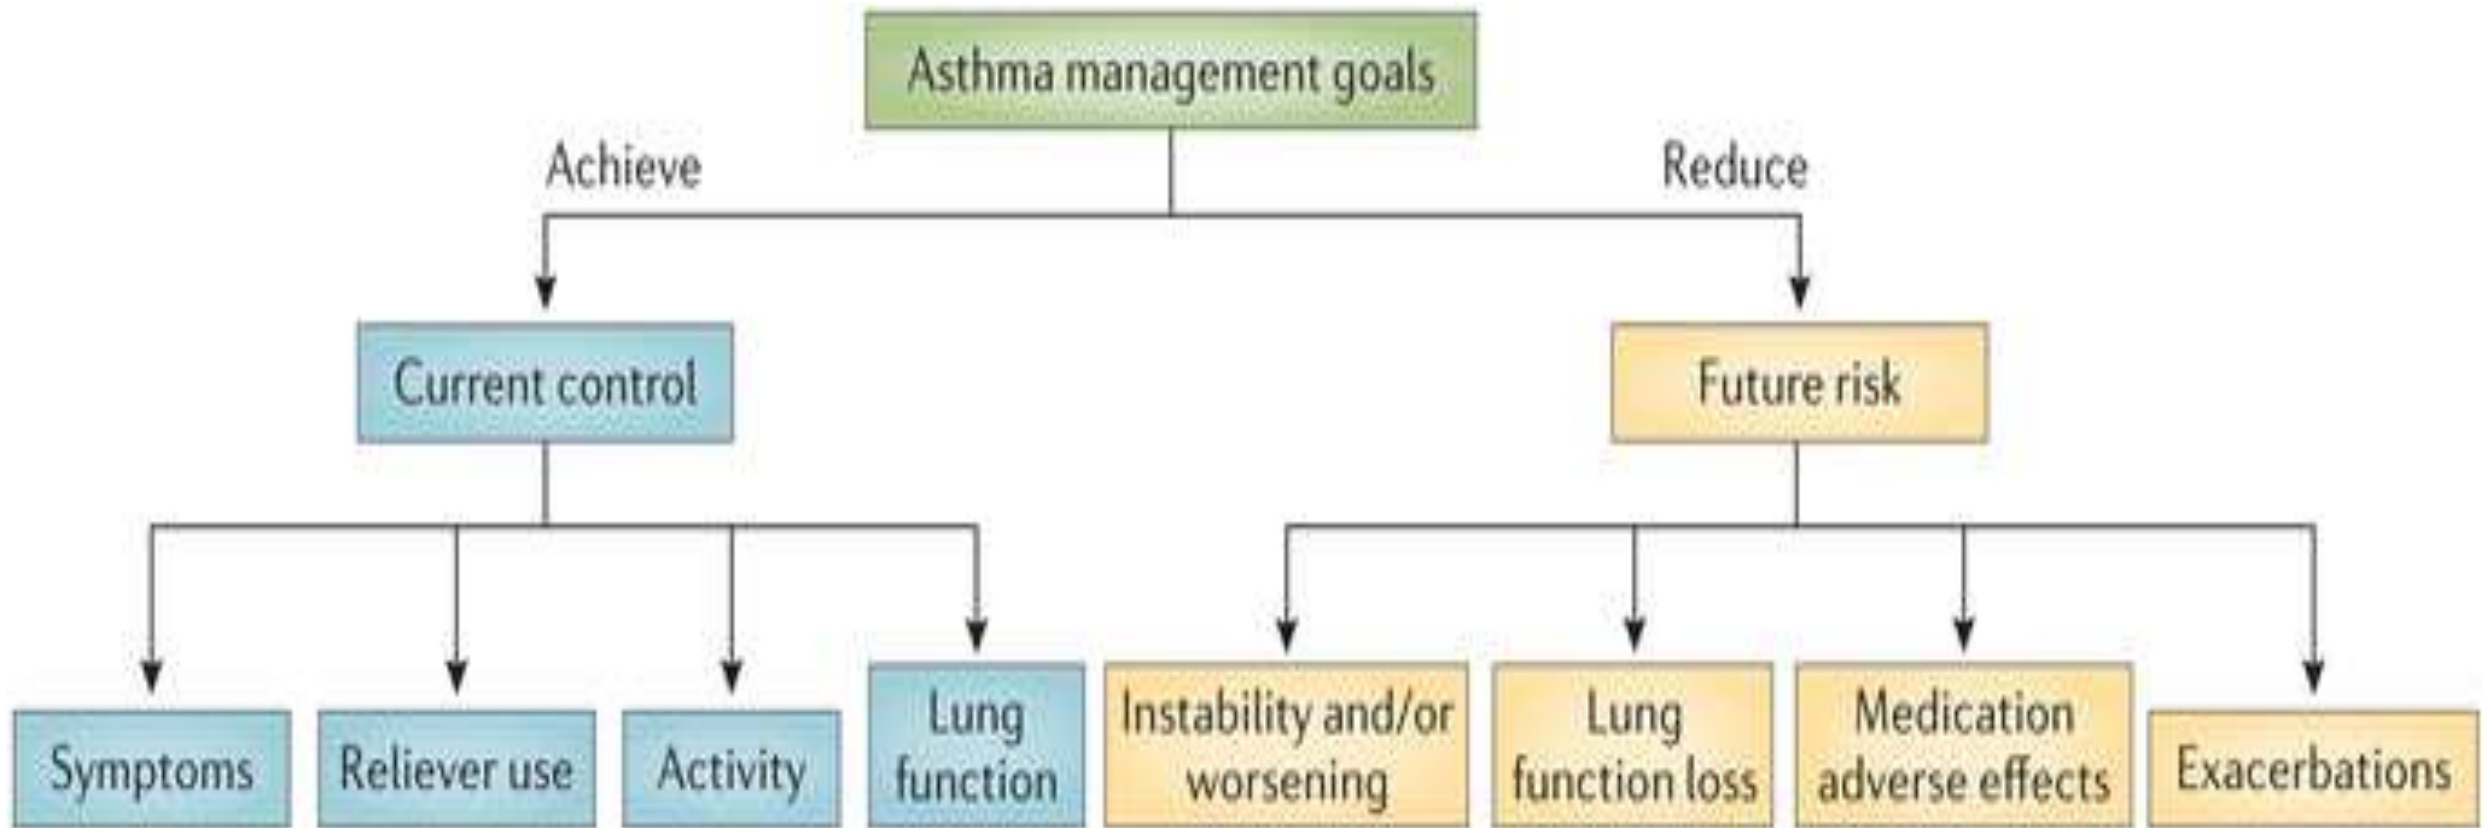 Asthma management goals
Achieve
Reduce
Current control
Future risk
Symptoms
Reliever use
Activity
Lung
function
Instability and/or
worsening
Lung
function loss
Medication
adverse effects
Exacerbations